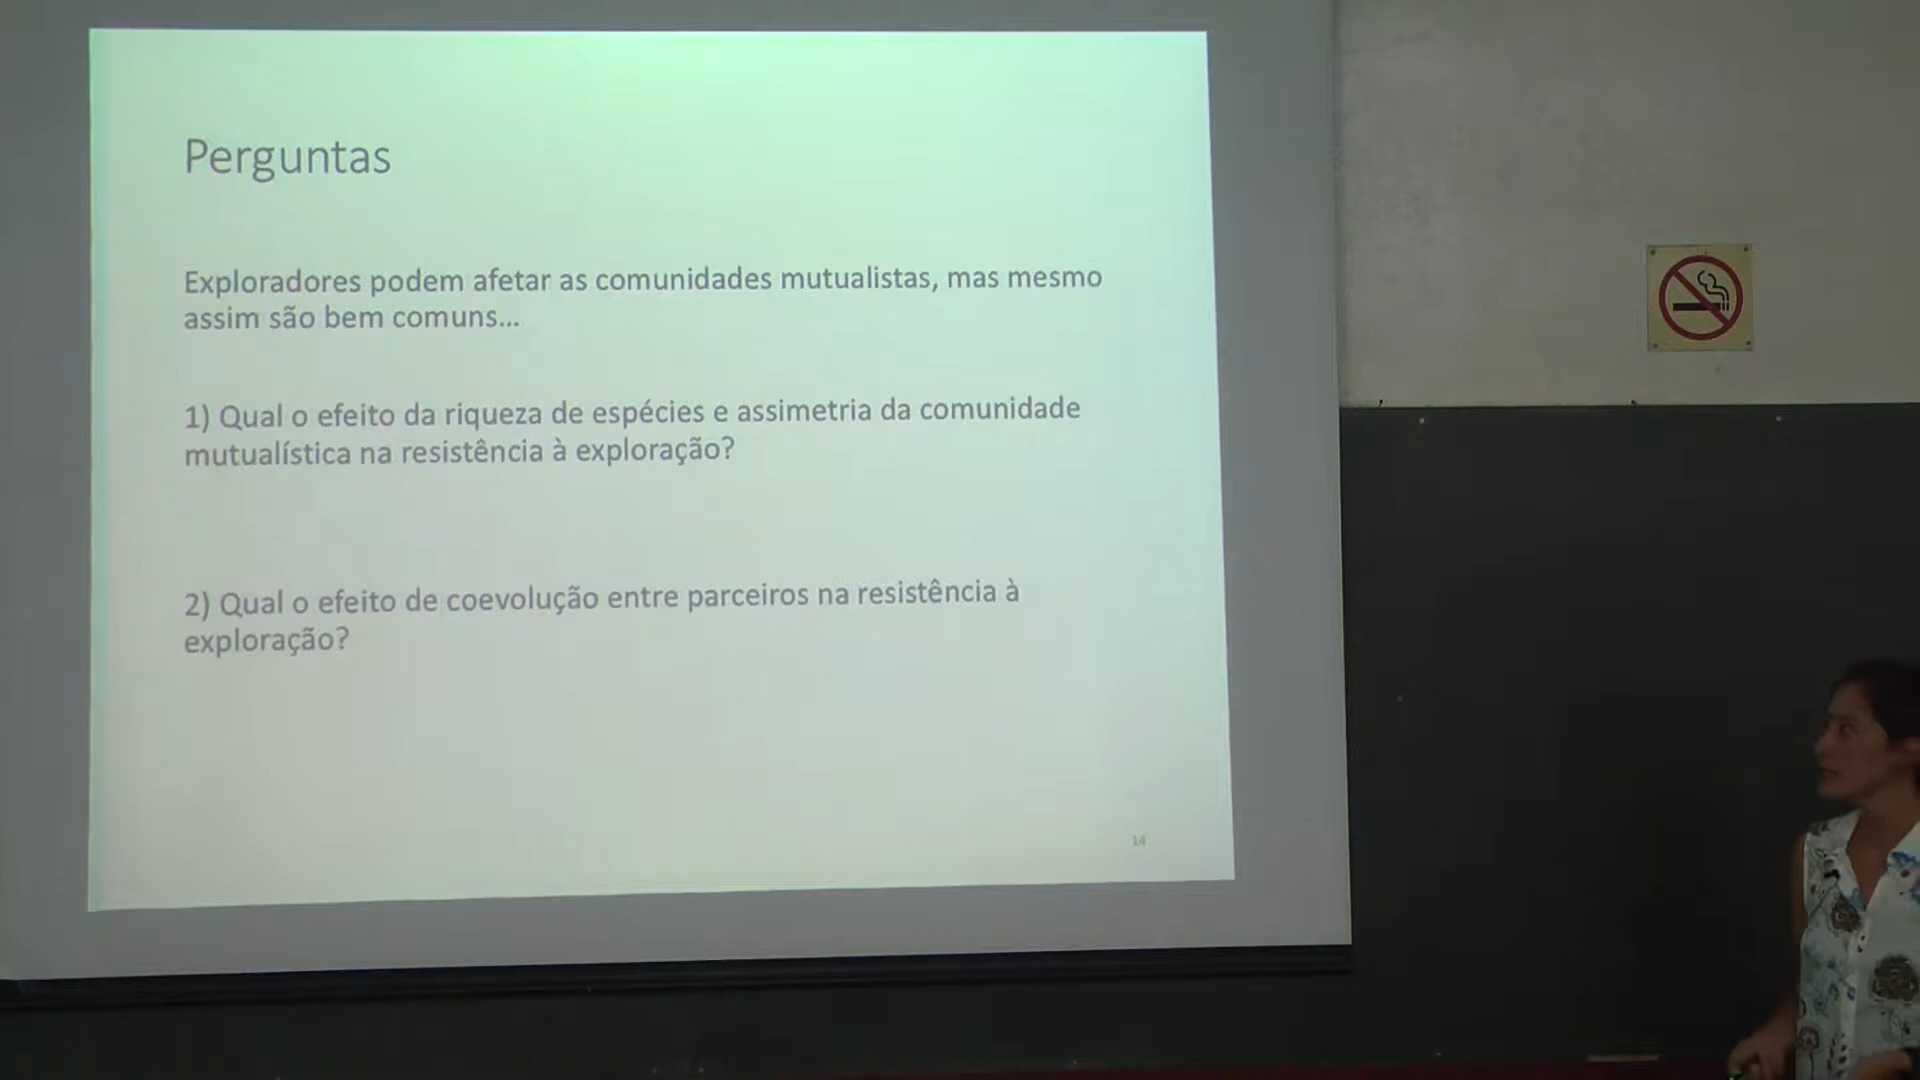 Perguntas
Exploradores podem afetar as comunidades mutualistas, mas mesmo
assim são bem comuns...
1) Qual o efeito da riqueza de espécies e assimetria da comunidade
mutualística na resistência à exploração?
2) Qual o efeito de coevolução entre parceiros na resistência à
exploração?
14